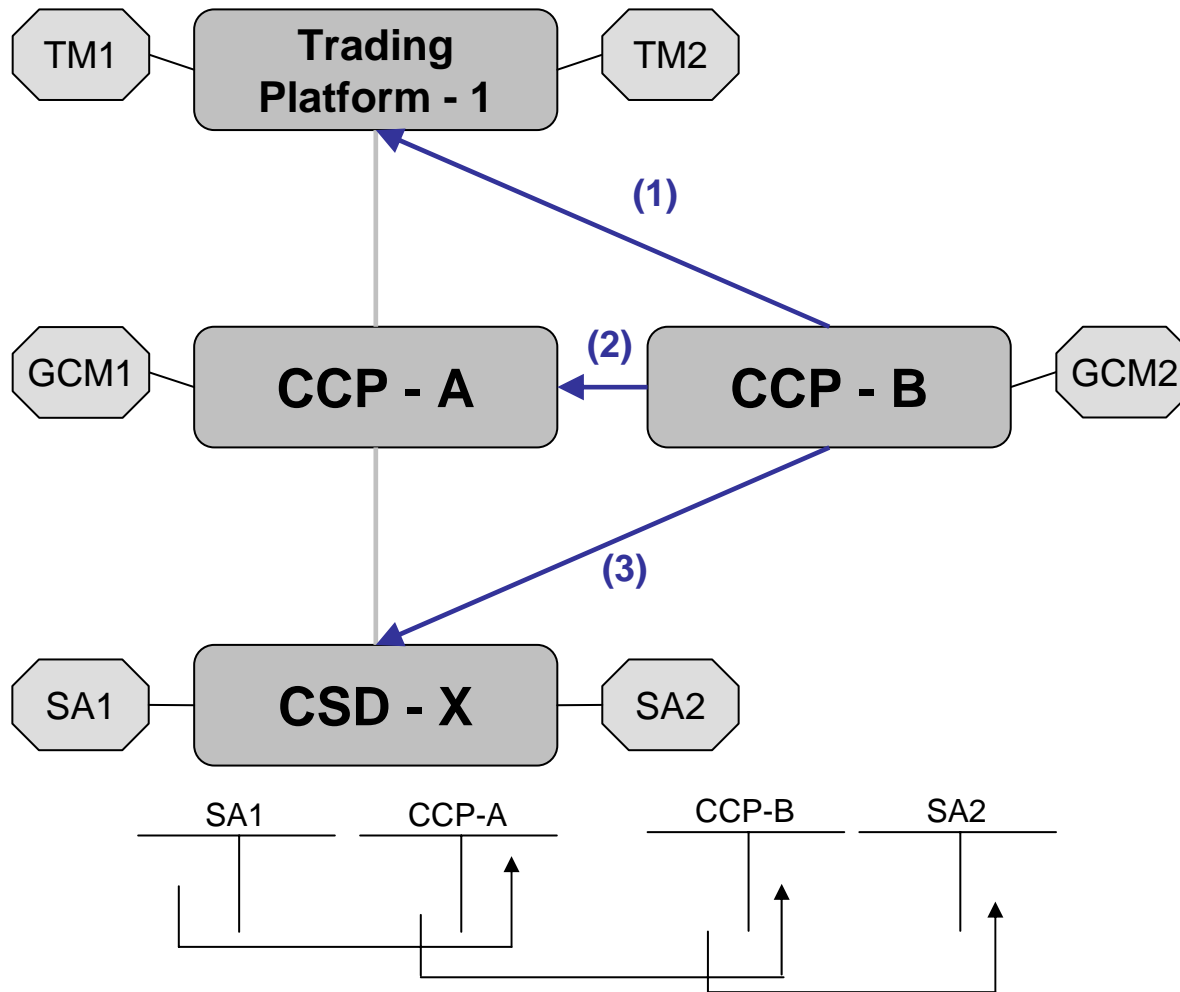 TM1
Trading
Platform - 1
TM2
(1)
GCM1
CCP - A
(2)
CCP - B
GCM2
(3)
SA1
CSD - X
SA2
SA1
CCP-A
CCP-B
SA2